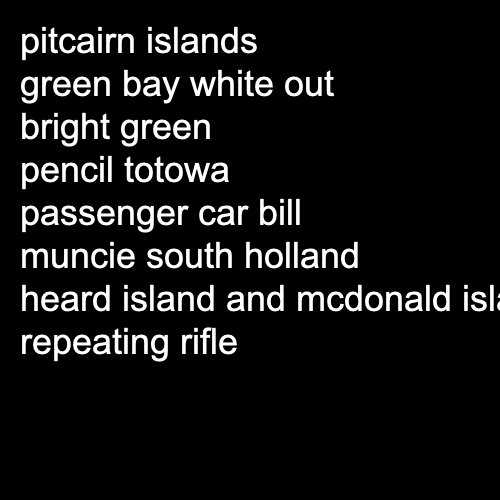 pitcairn islands
green bay white out
bright green
pencil totowa
passenger car bill
muncie south holland
heard island and mcdonald isla
repeating rifle